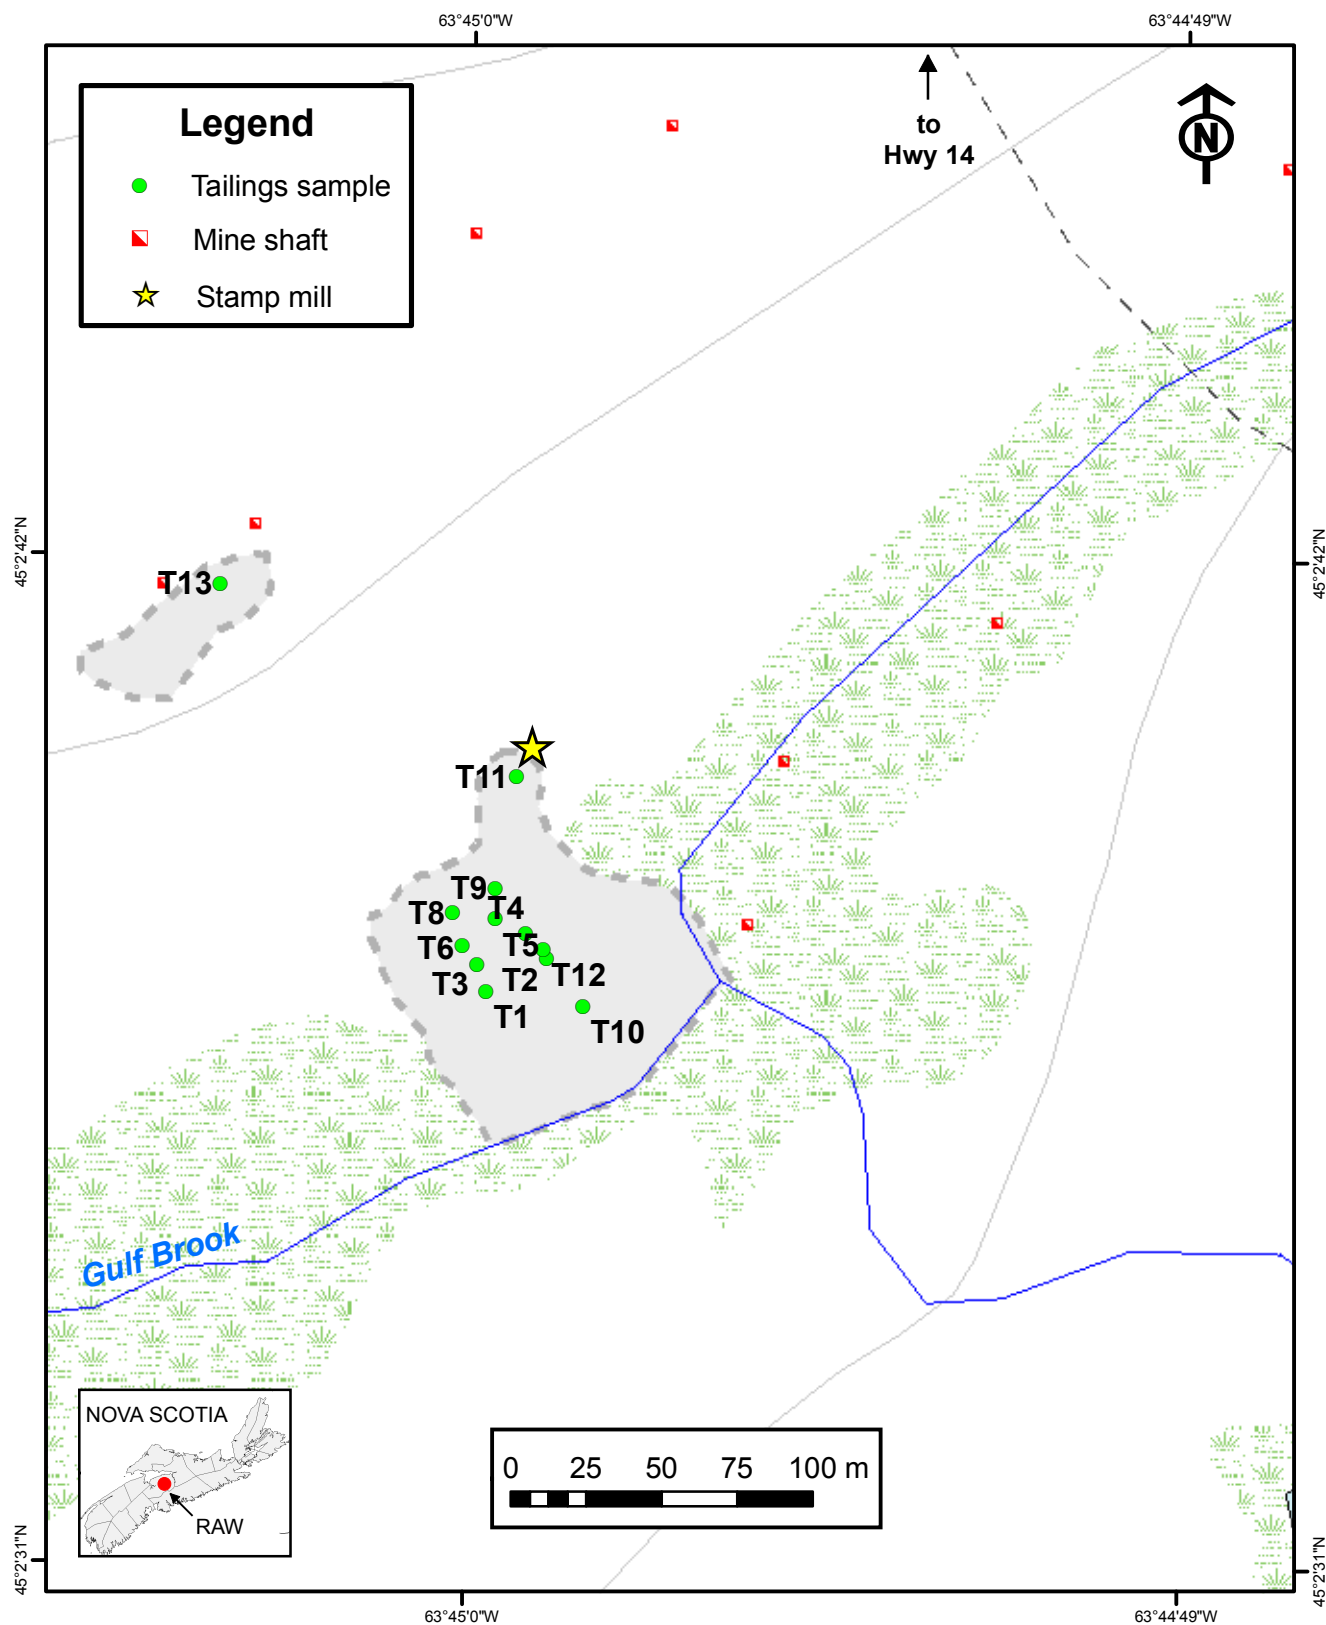 63°45'0"W
63°44'49"W
Legend
Tailings sample
Mine shaft
Stamp mill
to
Hwy 14
N
45°2'42"N
45°2'42"N
T13
T11
T9
T8
T4
T6
T5
T3
T2
T12
T1
T10
Gulf Brook
NOVA SCOTIA
RAW
0 25 50 75 100 m
45°2'31"N
45°2'31"N
63°45'0"W
63°44'49"W